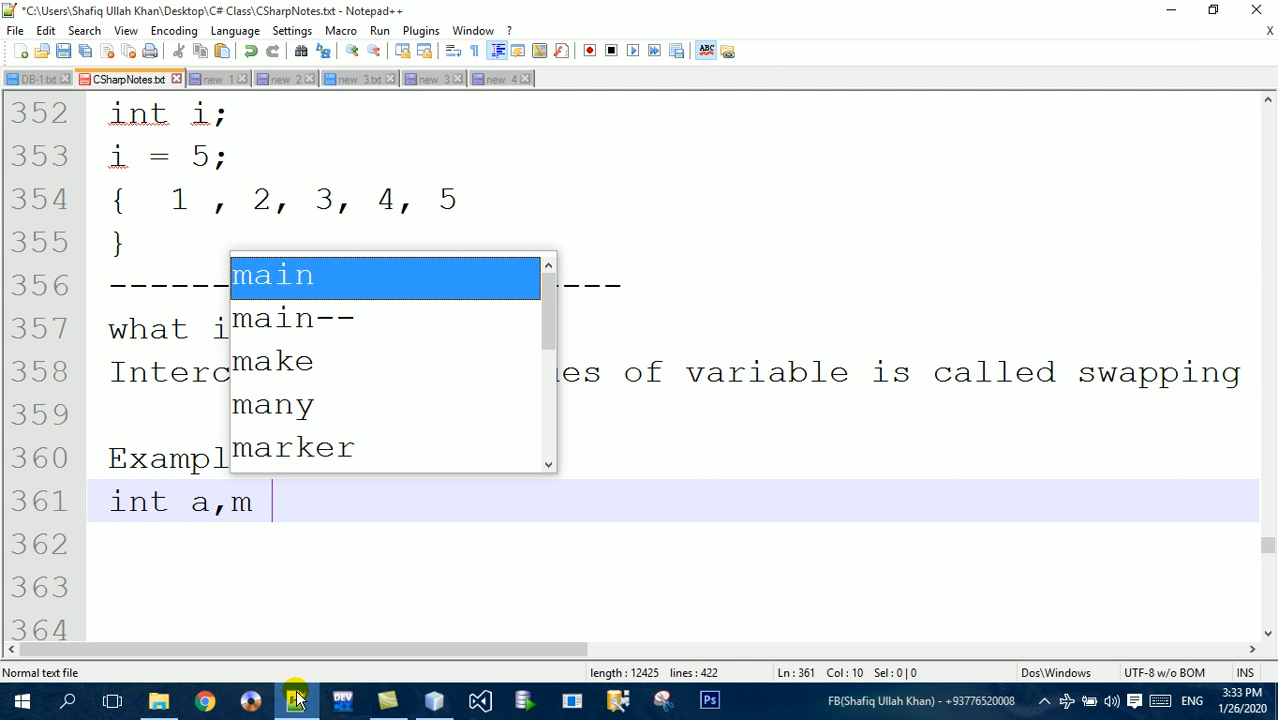 *C:\Users\Shafiq Ullah Khan\Desktop\C# Class\CSharpNotes.txt - Notepad++
File Edit Search View Encoding Language Settings Macro Run Plugins Window ? X
DB-1.txt CSharpNotes.txt new 1 new 2 new 3.txt new 3 new 4
352 int i;
353 i = 5;
354 { 1 , 2, 3, 4, 5
355 }
main
356 ----------
main--
357 what i
make
358 Interc es of variable is called swapping
359
many
360 Exampl
marker
361 int a,m
362
363
364
Normal text file length : 12425 lines : 422 Ln : 361 Col : 10 Sel : 0 | 0 Dos\Windows UTF-8 w/o BOM INS
DEV Ps FB(Shafiq Ullah Khan) - +93776520008 ENG 3:33 PM
1/26/2020